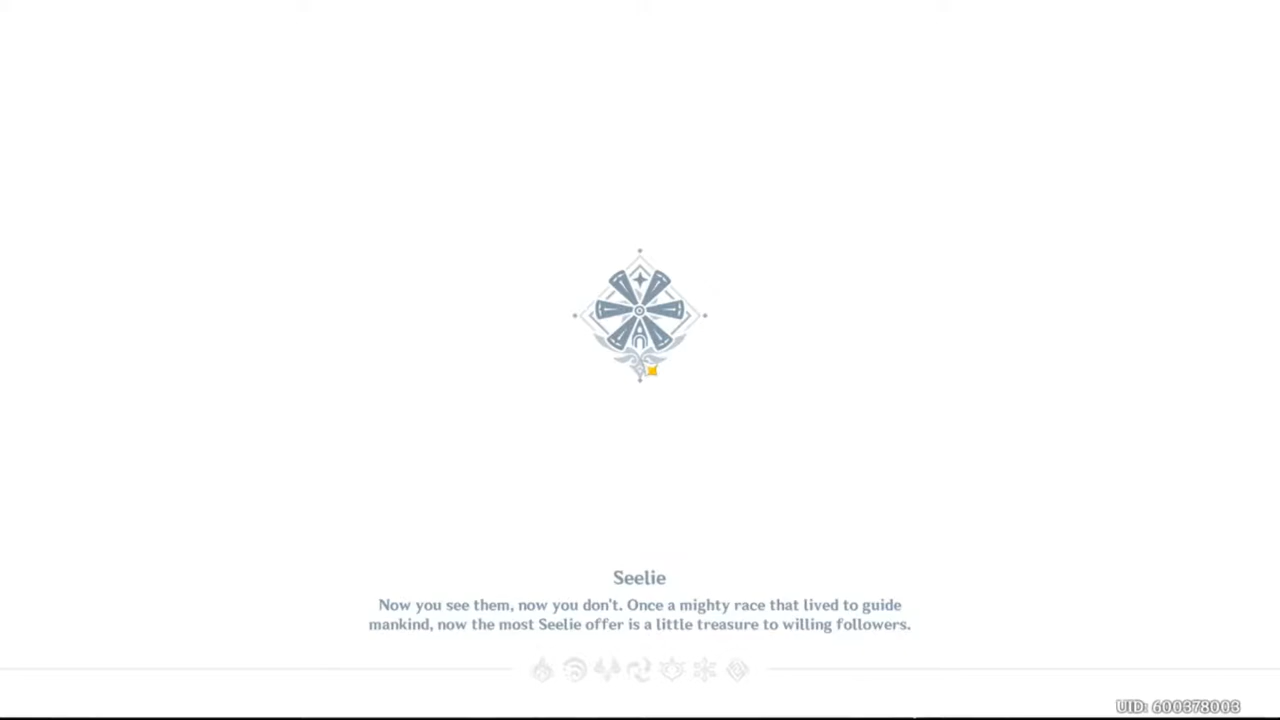 Seelie
Now you see them, now you don't. Once a mighty race that lived to guide
mankind, now the most Seelie offer is a little treasure to willing followers.
UID: 600378003